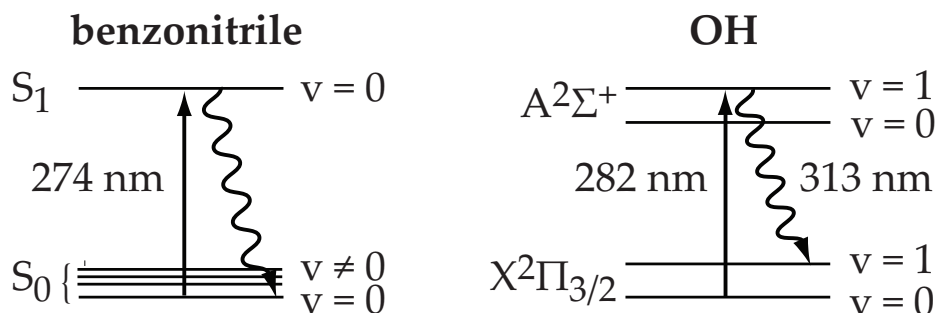 benzonitrile
S₁
v = 0
274 nm
S₀ {
v ≠ 0
v = 0
OH
A²Σ⁺
v = 1
v = 0
282 nm
313 nm
X²Π₃/₂
v = 1
v = 0